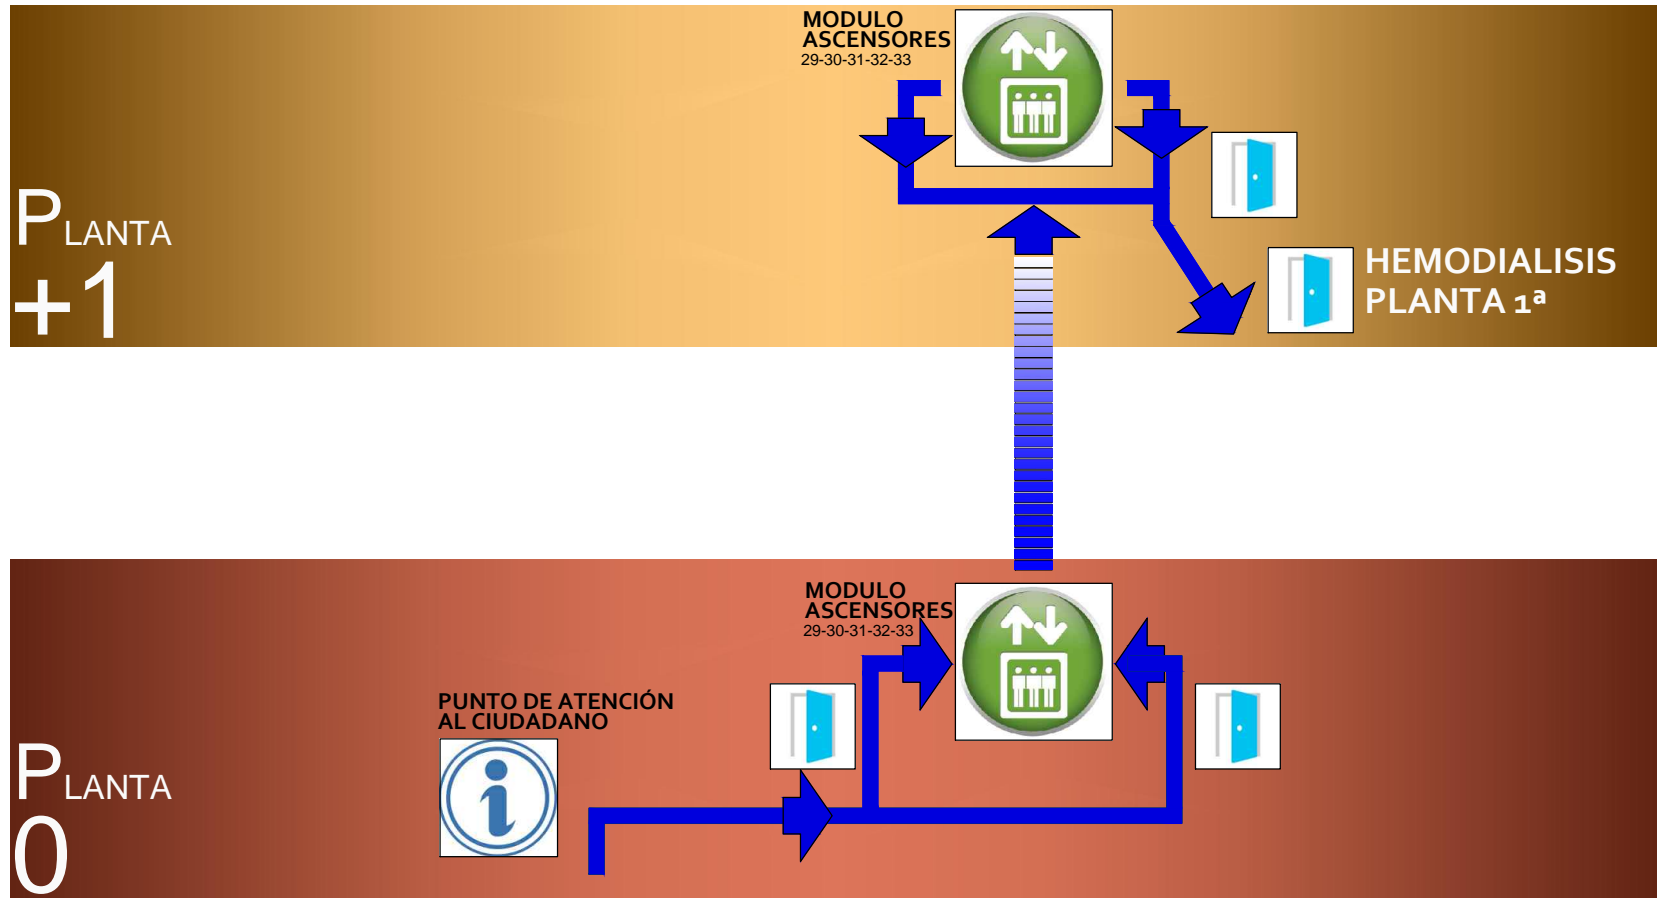 MODULO
ASCENSORES
29-30-31-32-33
PLANTA
+1
HEMODIALISIS
PLANTA 1ª
MODULO
ASCENSORES
29-30-31-32-33
PUNTO DE ATENCIÓN
AL CIUDADANO
i
PLANTA
0